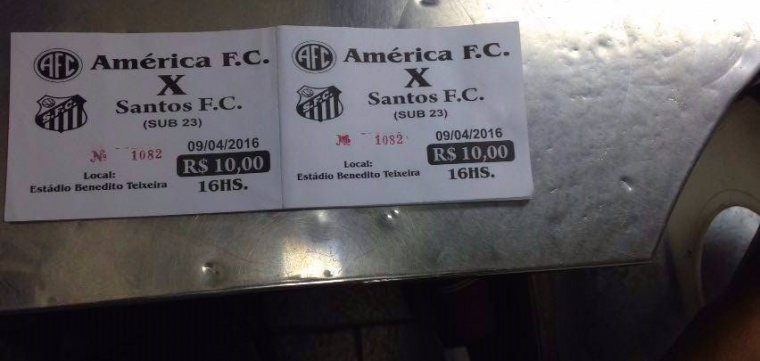 AFC
América F.C.
X
S.F.C.
Santos F.C.
(SUB 23)
Nº 1082
09/04/2016
R$ 10,00
Local:
Estádio Benedito Teixeira
16HS.
AFC
América F.C.
X
S.F.C.
Santos F.C.
(SUB 23)
Nº 1082
09/04/2016
R$ 10,00
Local:
Estádio Benedito Teixeira
16HS.